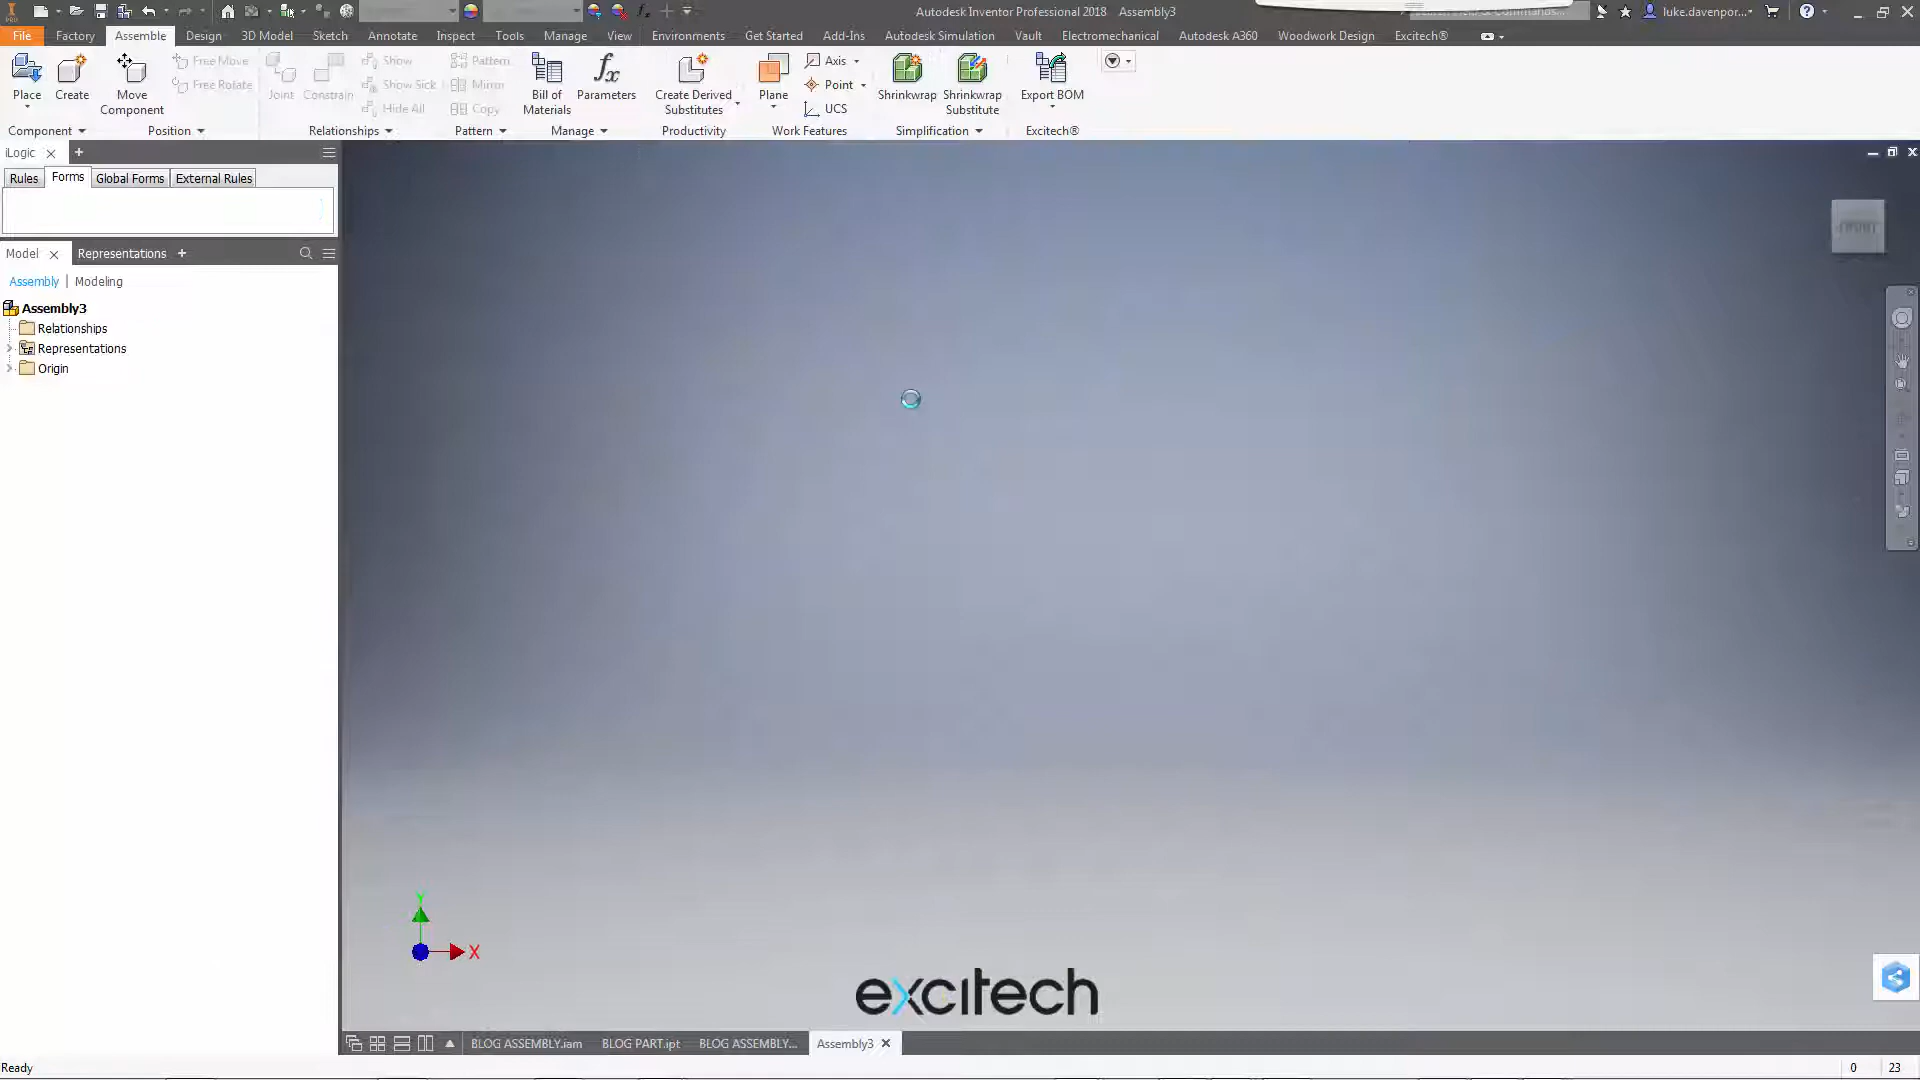 Autodesk Inventor Professional 2018 Assembly3
luke.davenpor...
File Factory Assemble Design 3D Model Sketch Annotate Inspect Tools Manage View Environments Get Started Add-Ins Autodesk Simulation Vault Electromechanical Autodesk A360 Woodwork Design Excitech®
Place
Create
Move
Component
Free Move
Free Rotate
Joint
Constrain
Show
Show Sick
Hide All
Pattern
Mirror
Copy
Bill of
Materials
Parameters
Create Derived
Substitutes
Plane
Axis
Point
UCS
Shrinkwrap
Shrinkwrap
Substitute
Export BOM
Component Position Relationships Pattern Manage Productivity Work Features Simplification Excitech®
iLogic
Rules Forms Global Forms External Rules
Model Representations
Assembly | Modeling
Assembly3
Relationships
Representations
Origin
FRONT
Y
X
excitech
BLOG ASSEMBLY.iam BLOG PART.ipt BLOG ASSEMBLY... Assembly3
Ready
0 23